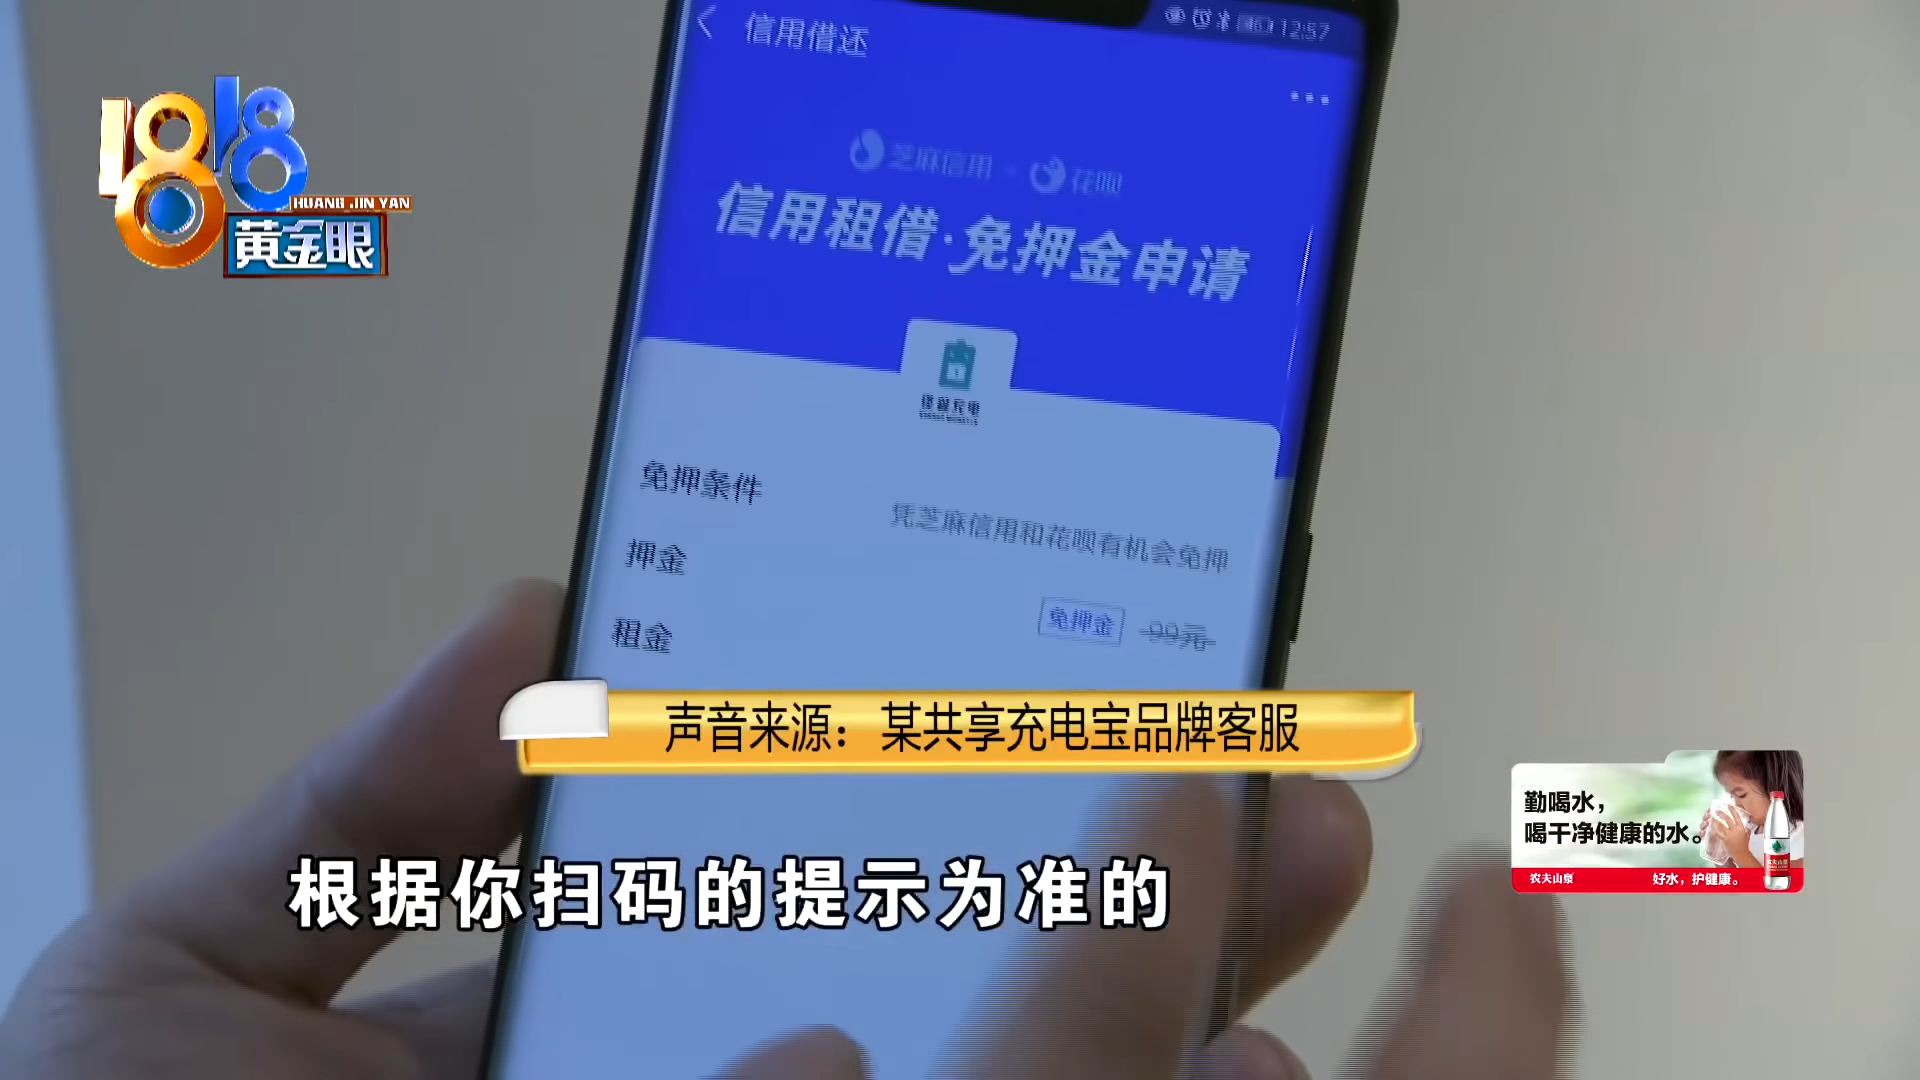 信用借还
12:57
1818
HUANG JIN YAN
黄金眼
芝麻信用
花呗
信用租借·免押金申请
免押条件
凭芝麻信用和花呗有机会免押
押金
免押金 99元
租金
声音来源：某共享充电宝品牌客服
勤喝水，
喝干净健康的水。
农夫山泉 好水，护健康。
根据你扫码的提示为准的